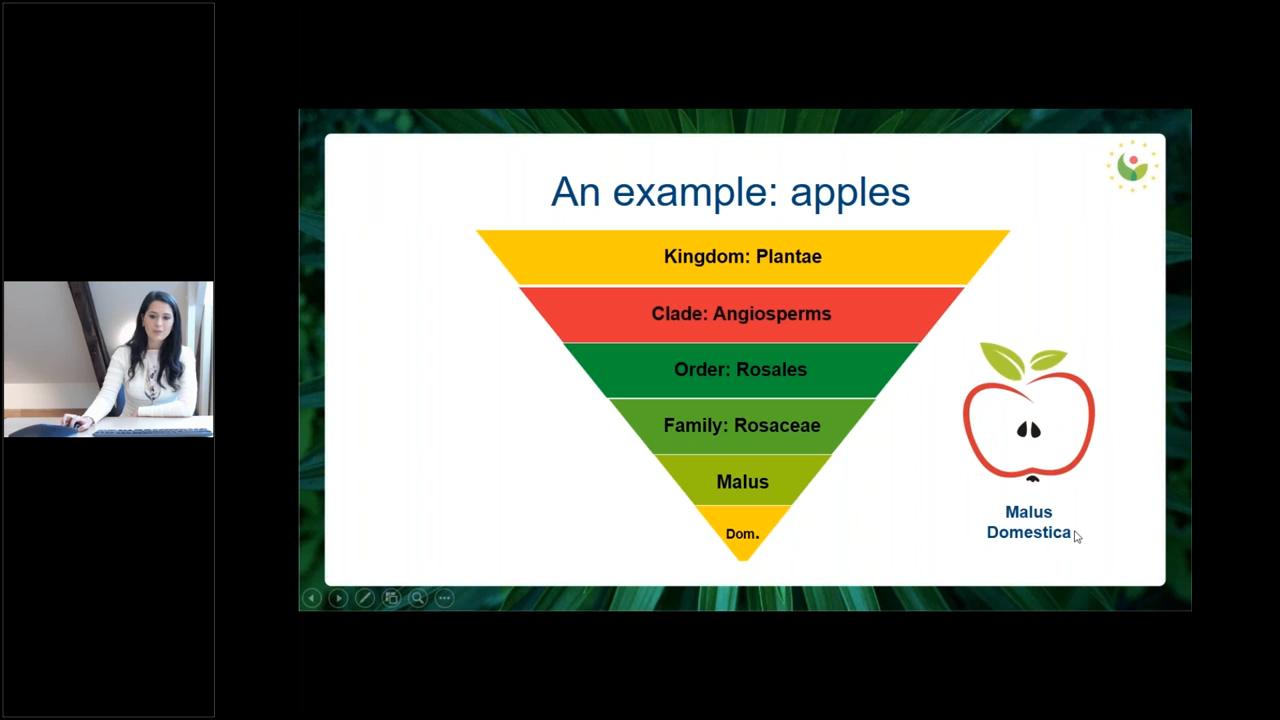 An example: apples
Kingdom: Plantae
Clade: Angiosperms
Order: Rosales
Family: Rosaceae
Malus
Dom.
Malus
Domestica